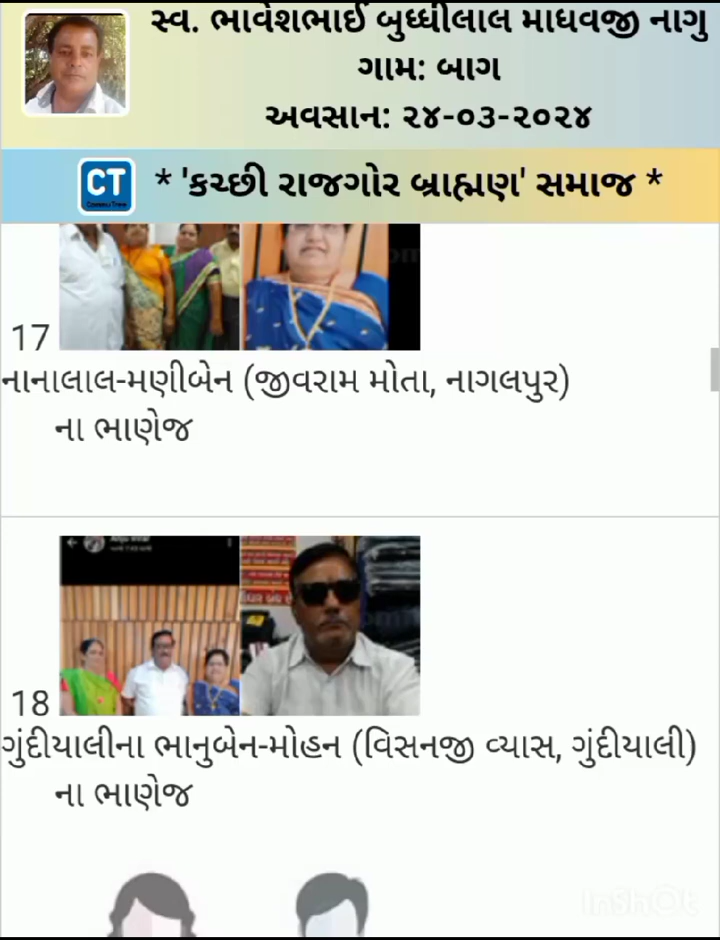 સ્વ. ભાવેશભાઈ બુધ્ધીલાલ માધવજી નાગુ
ગામ: બાગ
અવસાન: ૨૪-૦૩-૨૦૨૪
CT
* 'કચ્છી રાજગોર બ્રાહ્મણ' સમાજ *
17
નાનાલાલ-મણીબેન (જીવરામ મોતા, નાગલપુર)
ના ભાણેજ
18
ગુંદીયાલીના ભાનુબેન-મોહન (વિસનજી વ્યાસ, ગુંદીયાલી)
ના ભાણેજ
InShOt